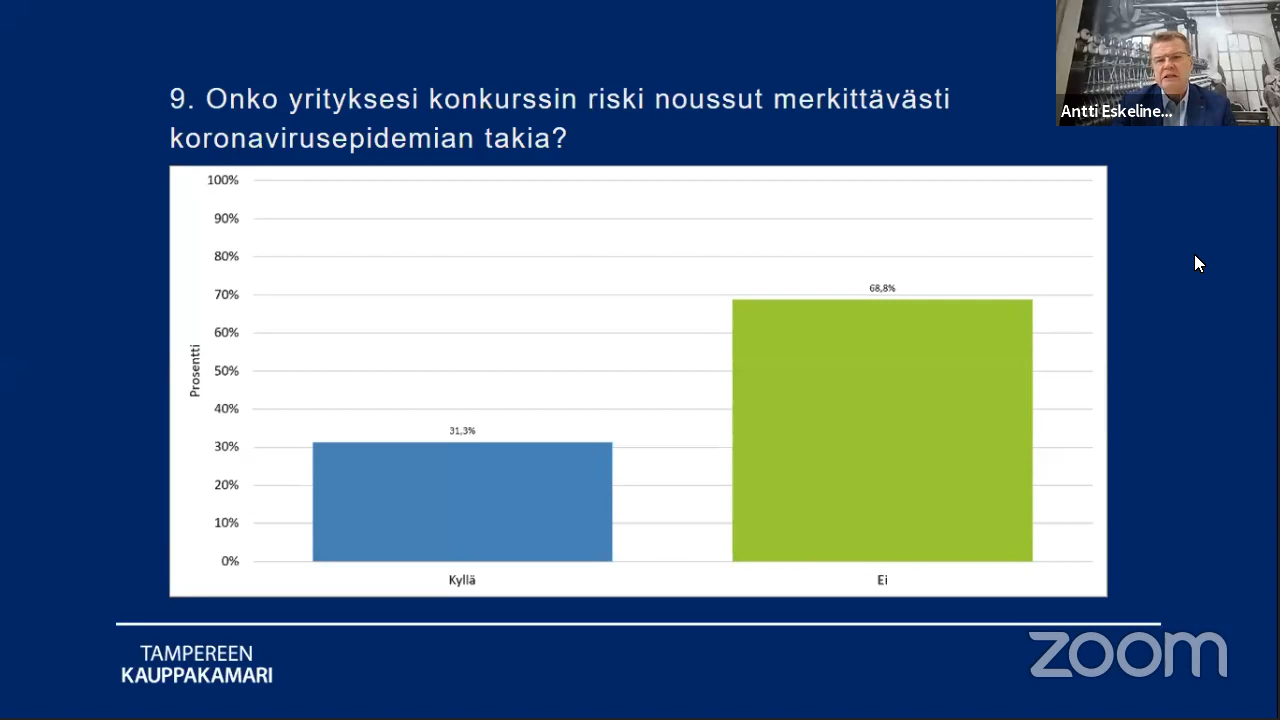 9. Onko yrityksesi konkurssin riski noussut merkittävästi
koronavirusepidemian takia?
Antti Eskeline...
100%
90%
80%
70%
60%
50%
40%
30%
20%
10%
0%
Prosentti
31,3%
68,8%
Kyllä
Ei
TAMPEREEN
KAUPPAKAMARI
zoom